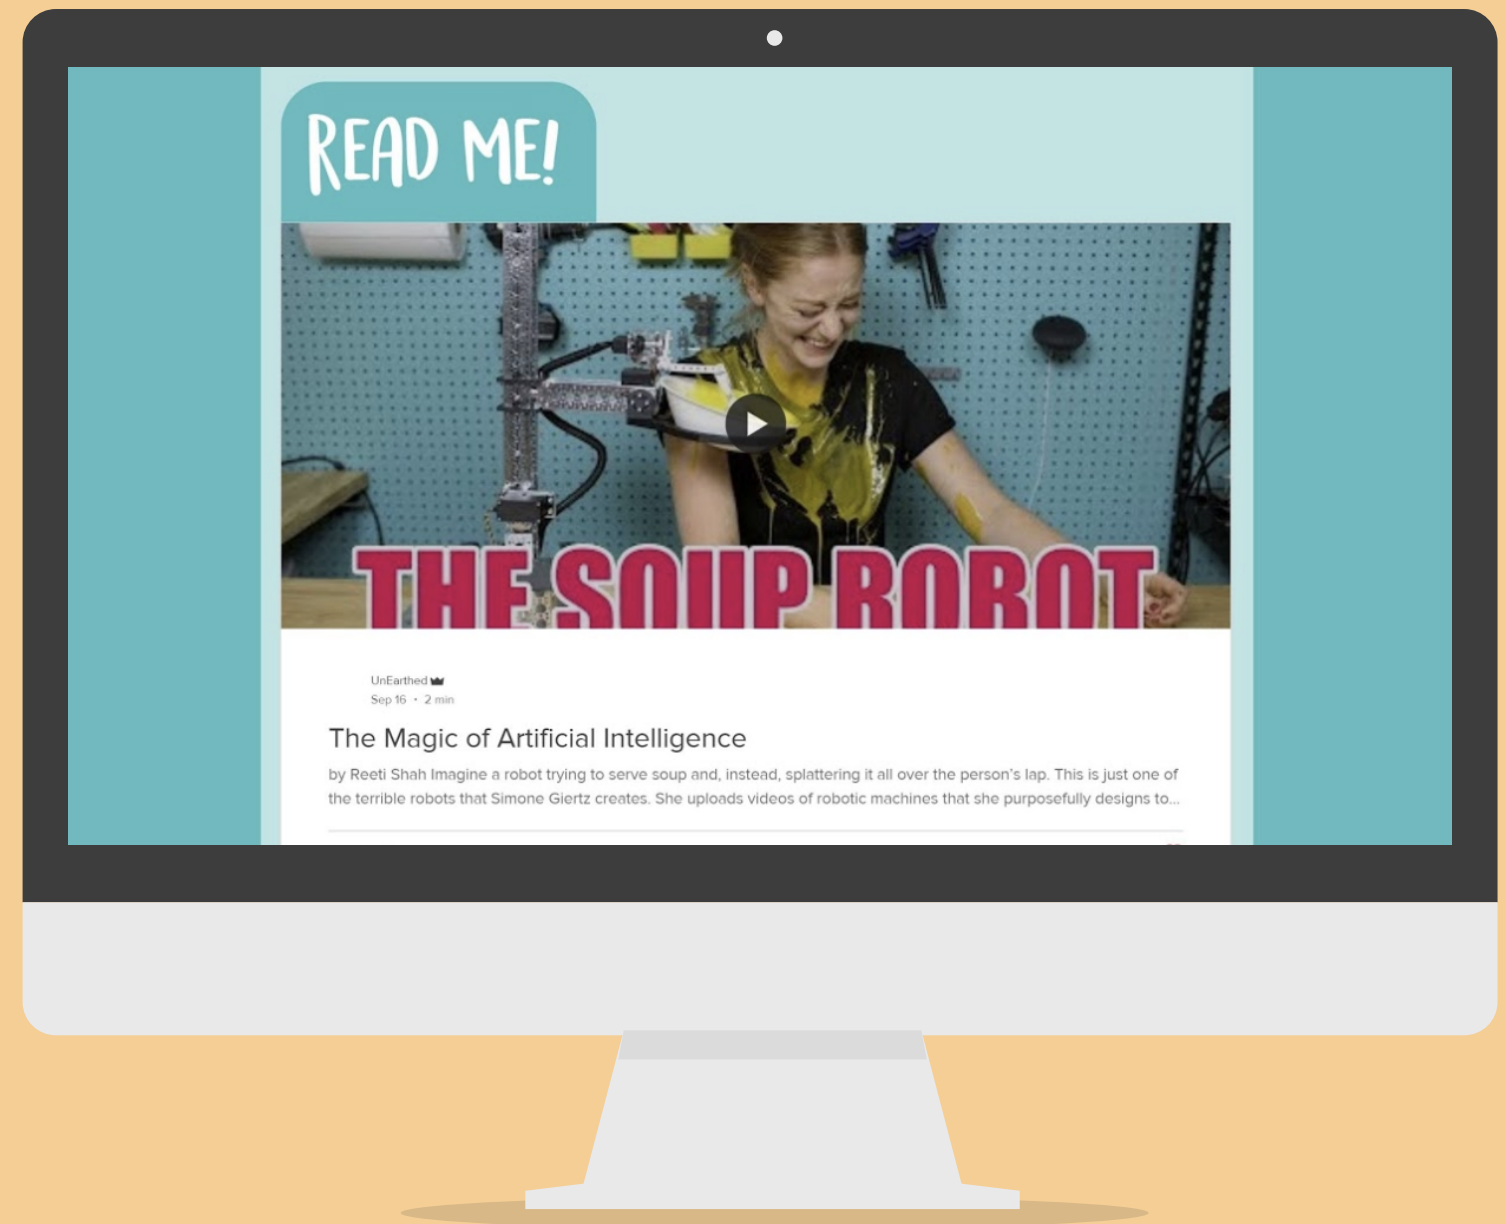 READ ME!
THE SOUP ROBOT
UnEarthed
Sep 16 • 2 min
The Magic of Artificial Intelligence
by Reeti Shah Imagine a robot trying to serve soup and, instead, splattering it all over the person's lap. This is just one of
the terrible robots that Simone Giertz creates. She uploads videos of robotic machines that she purposefully designs to...